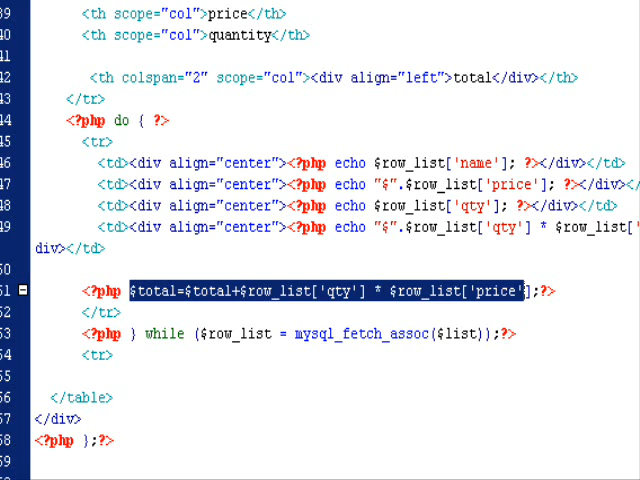 39 <th scope="col">price</th>
40 <th scope="col">quantity</th>
41
42 <th colspan="2" scope="col"><div align="left">total</div></th>
43 </tr>
44 <?php do { ?>
45 <tr>
46 <td><div align="center"><?php echo $row_list['name']; ?></div></td>
47 <td><div align="center"><?php echo "$".$row_list['price']; ?></div></
48 <td><div align="center"><?php echo $row_list['qty']; ?></div></td>
49 <td><div align="center"><?php echo "$".$row_list['qty'] * $row_list['
div></td>
50
51 <?php $total=$total+$row_list['qty'] * $row_list['price'];?>
52 </tr>
53 <?php } while ($row_list = mysql_fetch_assoc($list));?>
54 <tr>
55
56 </table>
57 </div>
58 <?php };?>
59